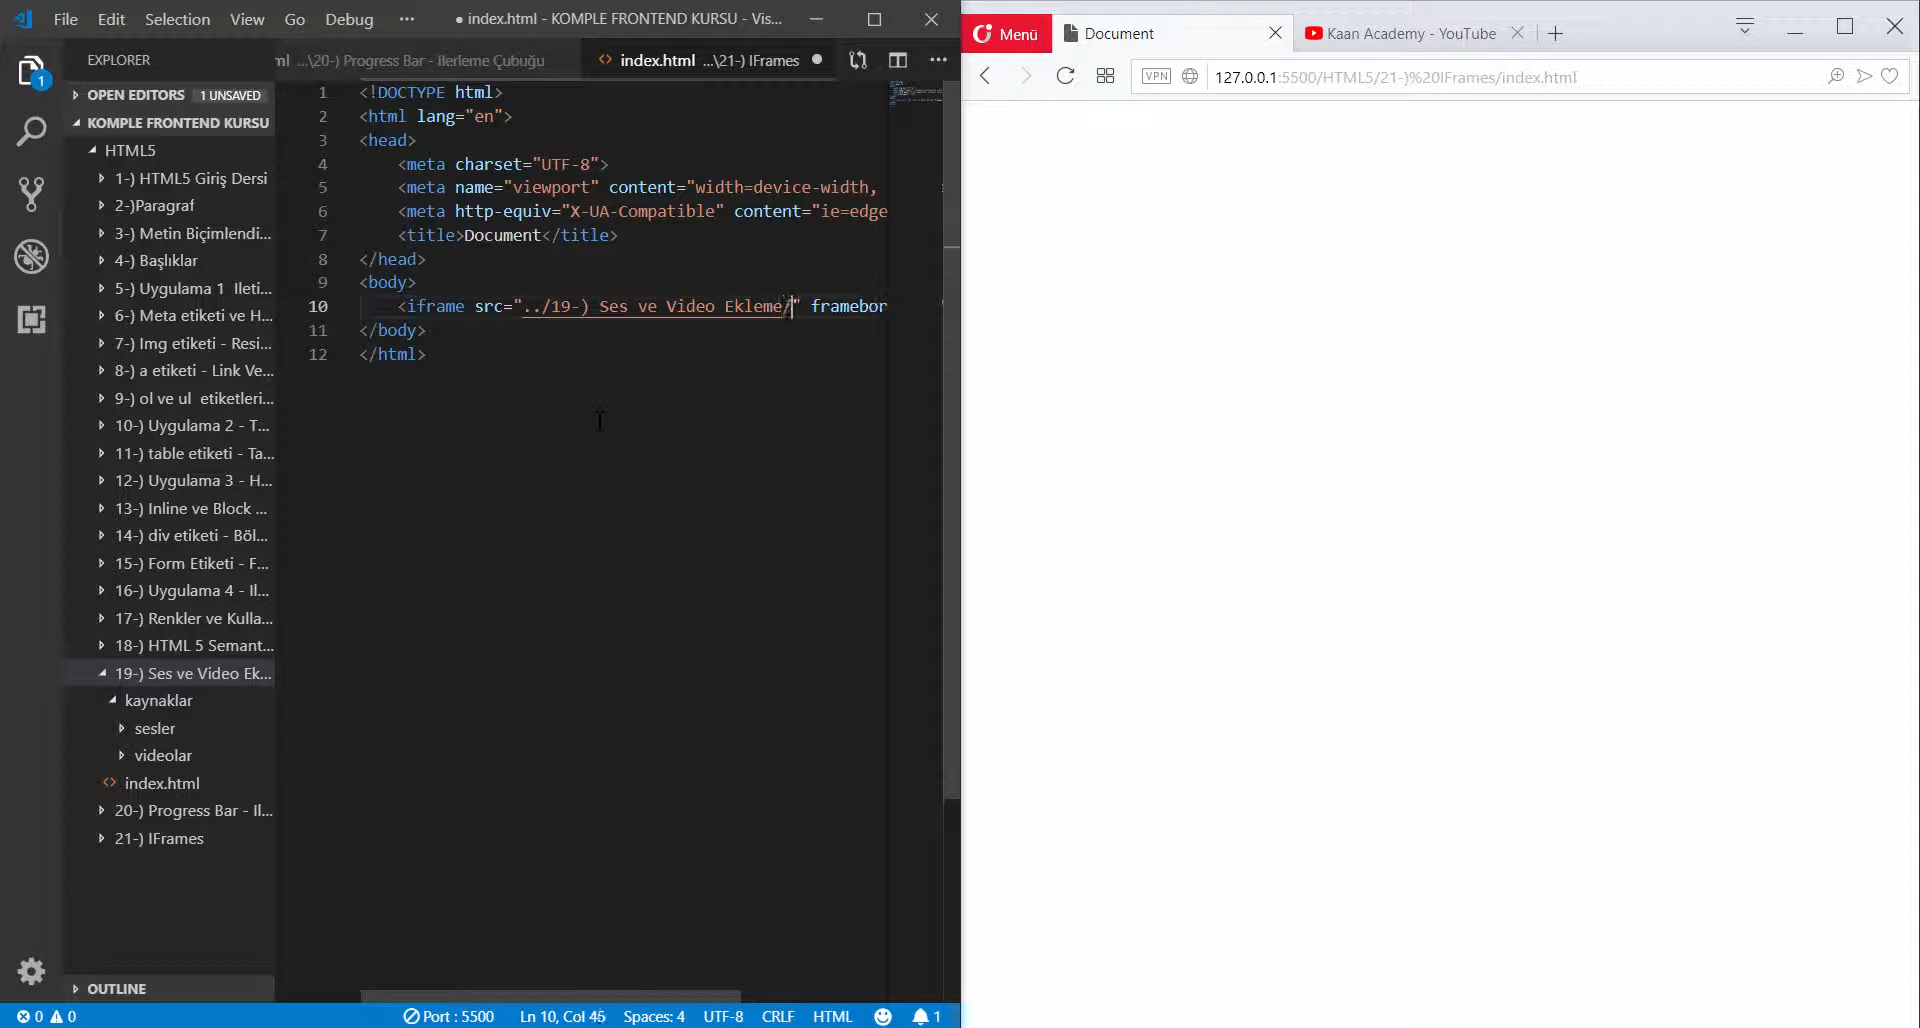 File Edit Selection View Go Debug ··· ● index.html - KOMPLE FRONTEND KURSU - Vis...
Menü Document Kaan Academy - YouTube
EXPLORER
ml ...\20-) Progress Bar - Ilerleme Çubuğu <> index.html ...\21-) IFrames
VPN 127.0.0.1:5500/HTML5/21-)%20IFrames/index.html
1
OPEN EDITORS 1 UNSAVED
KOMPLE FRONTEND KURSU
HTML5
1-) HTML5 Giriş Dersi
2-)Paragraf
3-) Metin Biçimlendi...
4-) Başlıklar
5-) Uygulama 1 Ileti...
6-) Meta etiketi ve H...
7-) Img etiketi - Resi...
8-) a etiketi - Link Ve...
9-) ol ve ul etiketleri...
10-) Uygulama 2 - T...
11-) table etiketi - Ta...
12-) Uygulama 3 - H...
13-) Inline ve Block ...
14-) div etiketi - Böl...
15-) Form Etiketi - F...
16-) Uygulama 4 - Il...
17-) Renkler ve Kulla...
18-) HTML 5 Semant...
19-) Ses ve Video Ek...
kaynaklar
sesler
videolar
<> index.html
20-) Progress Bar - Il...
21-) IFrames
OUTLINE
1 <!DOCTYPE html>
2 <html lang="en">
3 <head>
4 <meta charset="UTF-8">
5 <meta name="viewport" content="width=device-width,
6 <meta http-equiv="X-UA-Compatible" content="ie=edge
7 <title>Document</title>
8 </head>
9 <body>
10 <iframe src="../19-) Ses ve Video Ekleme/" framebor
11 </body>
12 </html>
0 0 Port : 5500 Ln 10, Col 45 Spaces: 4 UTF-8 CRLF HTML 1